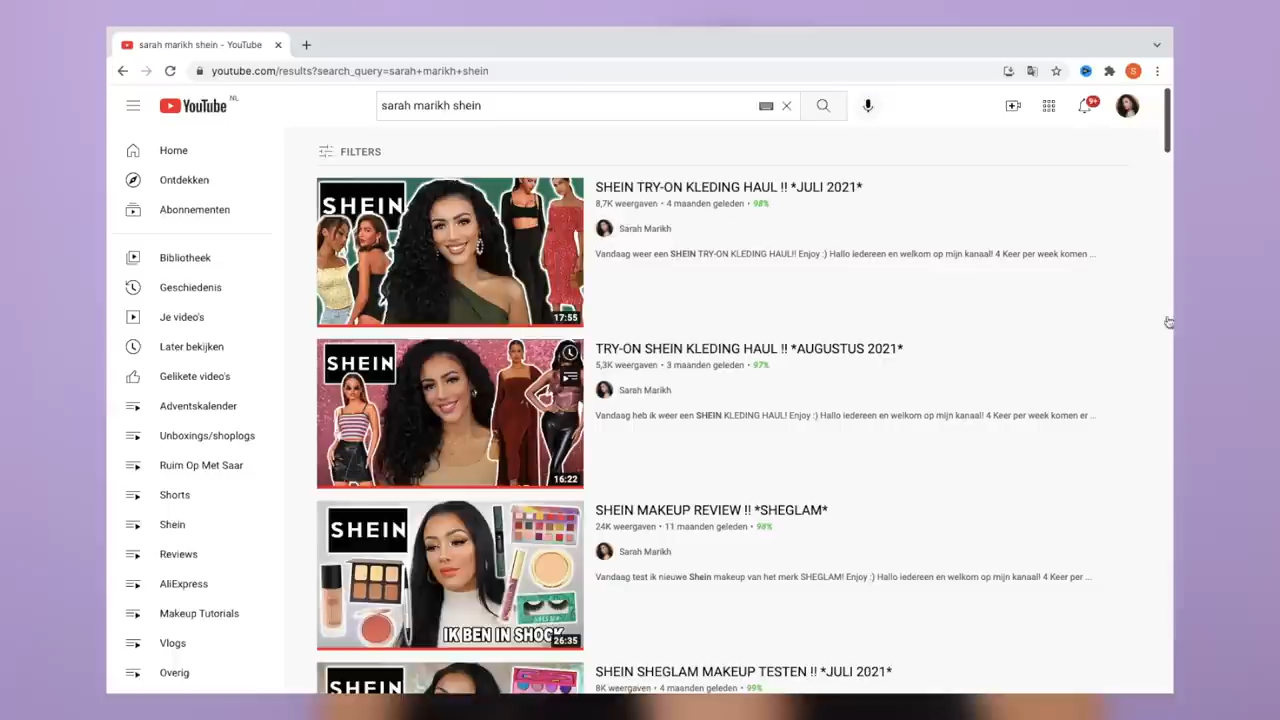 sarah marikh shein - YouTube
youtube.com/results?search_query=sarah+marikh+shein
S
YouTube NL
sarah marikh shein
9+
Home
Ontdekken
Abonnementen
Bibliotheek
Geschiedenis
Je video's
Later bekijken
Gelikete video's
Adventskalender
Unboxings/shoplogs
Ruim Op Met Saar
Shorts
Shein
Reviews
AliExpress
Makeup Tutorials
Vlogs
Overig
FILTERS
SHEIN
17:55
SHEIN TRY-ON KLEDING HAUL !! *JULI 2021*
8,7K weergaven • 4 maanden geleden • 98%
Sarah Marikh
Vandaag weer een SHEIN TRY-ON KLEDING HAUL!! Enjoy :) Hallo iedereen en welkom op mijn kanaal! 4 Keer per week komen ...
SHEIN
16:22
TRY-ON SHEIN KLEDING HAUL !! *AUGUSTUS 2021*
5,3K weergaven • 3 maanden geleden • 97%
Sarah Marikh
Vandaag heb ik weer een SHEIN KLEDING HAUL! Enjoy :) Hallo iedereen en welkom op mijn kanaal! 4 Keer per week komen er ...
SHEIN
IK BEN IN SHOCK
26:35
SHEIN MAKEUP REVIEW !! *SHEGLAM*
24K weergaven • 11 maanden geleden • 98%
Sarah Marikh
Vandaag test ik nieuwe Shein makeup van het merk SHEGLAM! Enjoy :) Hallo iedereen en welkom op mijn kanaal! 4 Keer per ...
SHEIN
SHEIN SHEGLAM MAKEUP TESTEN !! *JULI 2021*
8K weergaven • 4 maanden geleden • 99%